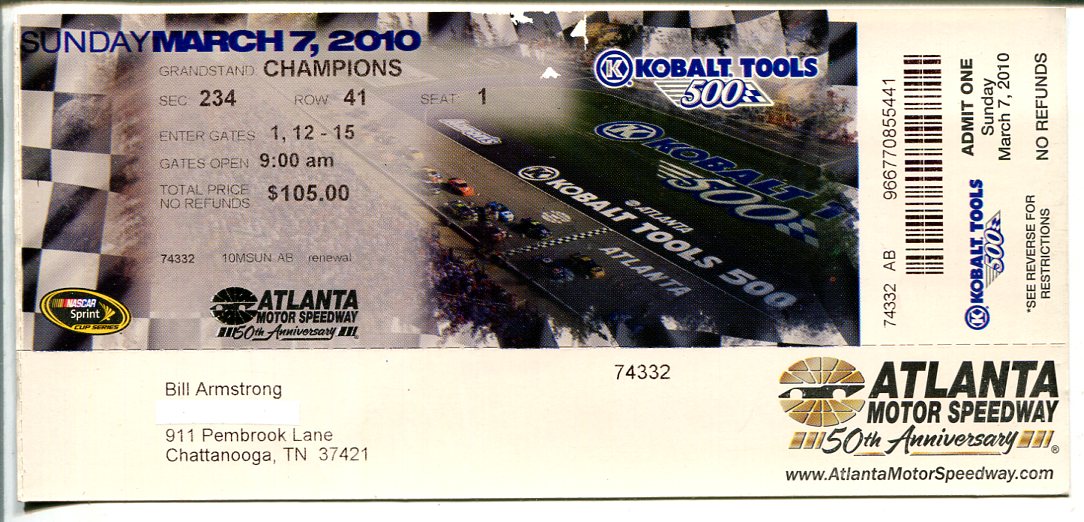 SUNDAY MARCH 7, 2010
GRANDSTAND CHAMPIONS
SEC 234 ROW 41 SEAT 1
ENTER GATES 1, 12 - 15
GATES OPEN 9:00 am
TOTAL PRICE $105.00
NO REFUNDS
74332 10MSUN AB renewal
NASCAR
Sprint
CUP SERIES
ATLANTA
MOTOR SPEEDWAY
50th Anniversary
K KOBALT TOOLS
500
K KOBALT T
500
K KOBALT TOOLS 500
ATLANTA
ATLANTA
74332 AB 966770855441
ADMIT ONE
Sunday
March 7, 2010
NO REFUNDS
K KOBALT TOOLS
500
*SEE REVERSE FOR
RESTRICTIONS
Bill Armstrong
911 Pembrook Lane
Chattanooga, TN 37421
74332
ATLANTA
MOTOR SPEEDWAY
50th Anniversary ®
www.AtlantaMotorSpeedway.com